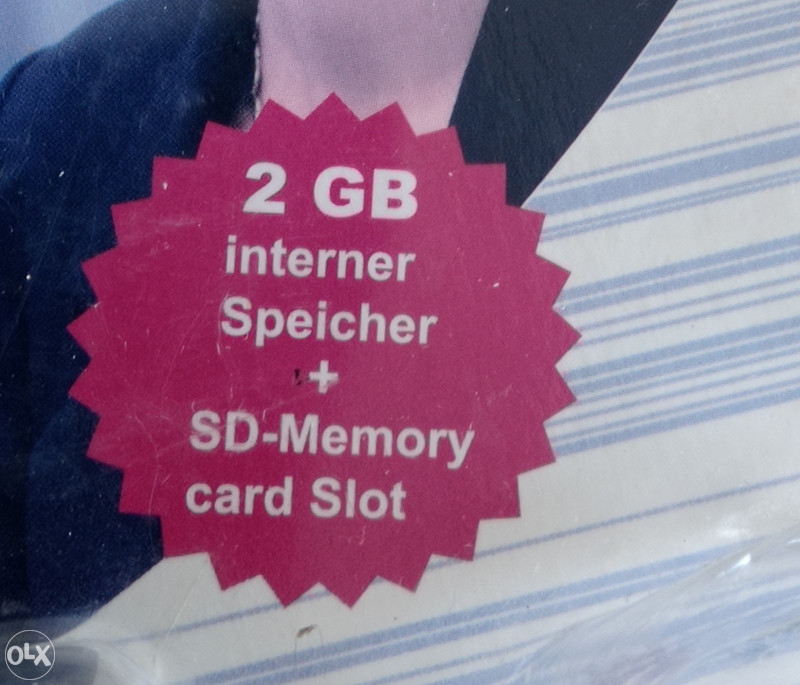 2 GB
interner
Speicher
+
SD-Memory
card Slot
OLX